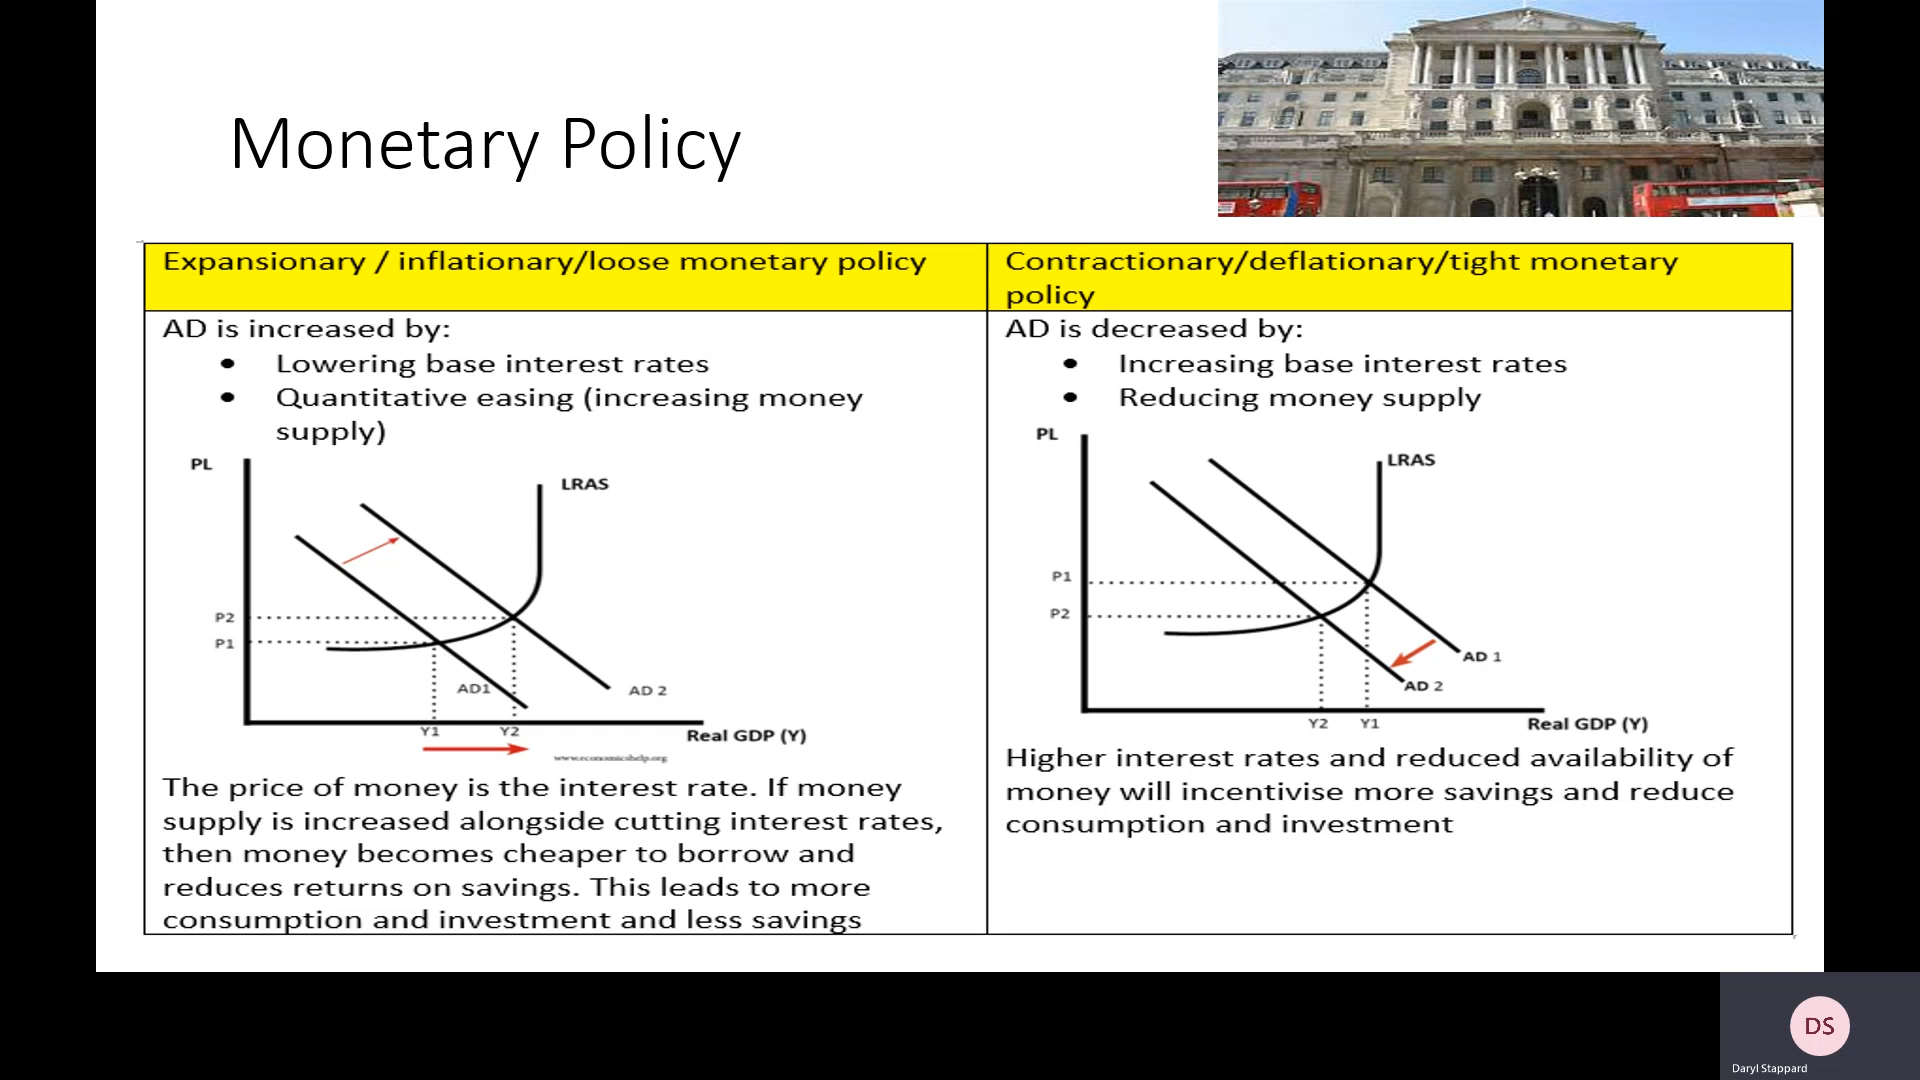 Monetary Policy
Expansionary / inflationary/loose monetary policy
AD is increased by:
• Lowering base interest rates
• Quantitative easing (increasing money
supply)
PL
LRAS
P2
P1
AD1
AD 2
Y1
Y2
Real GDP (Y)
www.economicshelp.org
The price of money is the interest rate. If money
supply is increased alongside cutting interest rates,
then money becomes cheaper to borrow and
reduces returns on savings. This leads to more
consumption and investment and less savings
Contractionary/deflationary/tight monetary
policy
AD is decreased by:
• Increasing base interest rates
• Reducing money supply
PL
LRAS
P1
P2
AD 1
AD 2
Y2
Y1
Real GDP (Y)
Higher interest rates and reduced availability of
money will incentivise more savings and reduce
consumption and investment
DS
Daryl Stappard